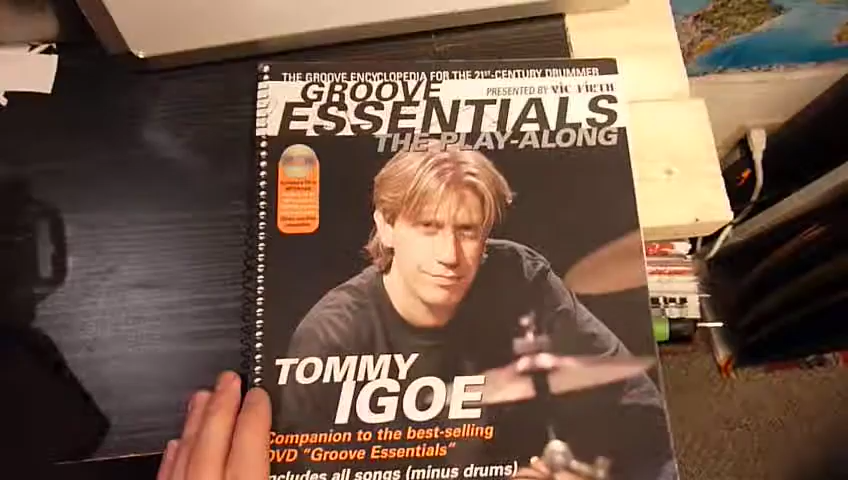 THE GROOVE ENCYCLOPEDIA FOR THE 21ST-CENTURY DRUMMER
GROOVE
PRESENTED BY VIC FIRTH
ESSENTIALS
THE PLAY-ALONG
TOMMY
IGOE
Companion to the best-selling
DVD "Groove Essentials"
ncludes all songs (minus drums)